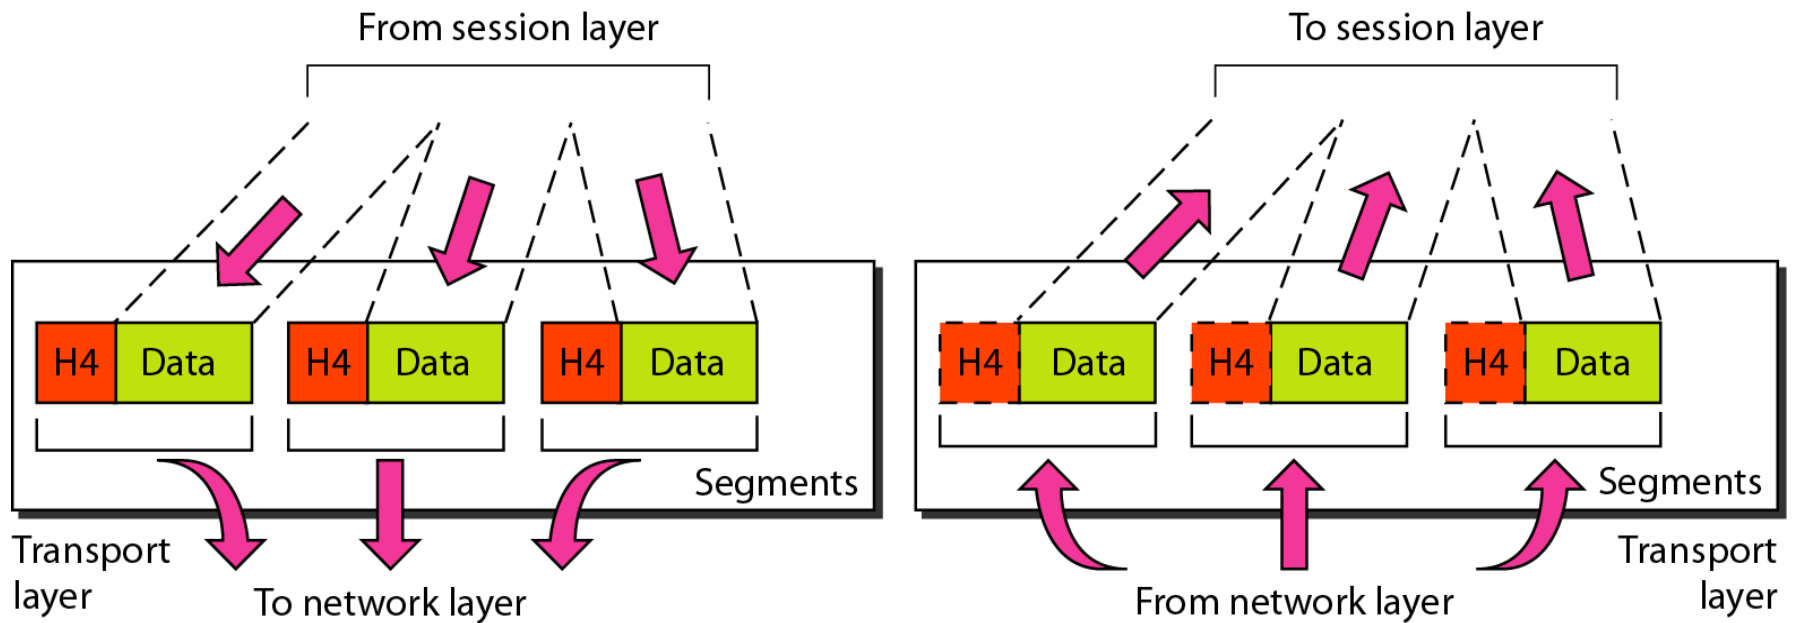 From session layer
H4 Data H4 Data H4 Data
Segments
Transport
layer
To network layer
To session layer
H4 Data H4 Data H4 Data
Segments
Transport
layer
From network layer